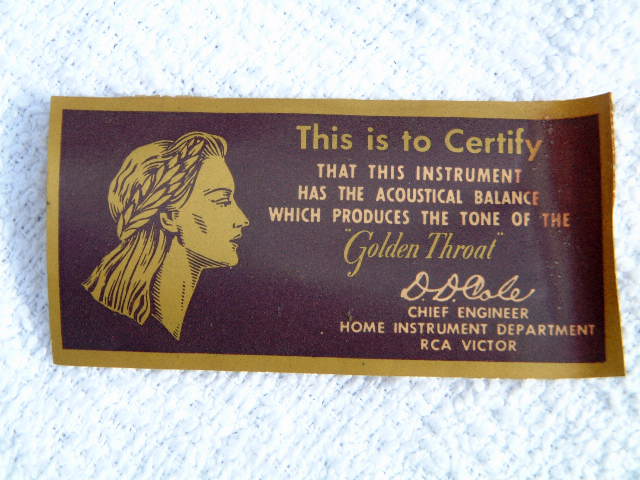 This is to Certify
THAT THIS INSTRUMENT
HAS THE ACOUSTICAL BALANCE
WHICH PRODUCES THE TONE OF THE
"Golden Throat"
D.D. Cole
CHIEF ENGINEER
HOME INSTRUMENT DEPARTMENT
RCA VICTOR